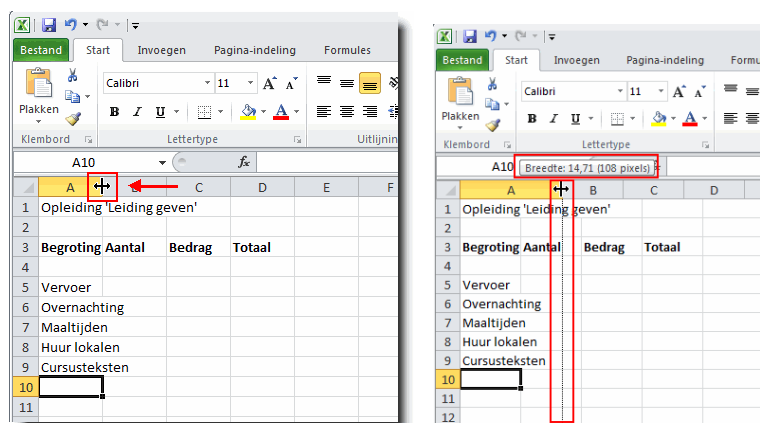 Bestand Start Invoegen Pagina-indeling Formules
Calibri 11 A A
Plakken B I U A
Klembord Lettertype Uitlijnin
A10 fx
A C D E F
1 Opleiding 'Leiding geven'
2
3 Begroting Aantal Bedrag Totaal
4
5 Vervoer
6 Overnachting
7 Maaltijden
8 Huur lokalen
9 Cursusteksten
10
11
Bestand Start Invoegen Pagina-indeling Formu
Calibri 11 A A
Plakken B I U A
Klembord Lettertype
A10 Breedte: 14,71 (108 pixels)
A B C D
1 Opleiding 'Leiding geven'
2
3 Begroting Aantal Bedrag Totaal
4
5 Vervoer
6 Overnachting
7 Maaltijden
8 Huur lokalen
9 Cursusteksten
10
11
12